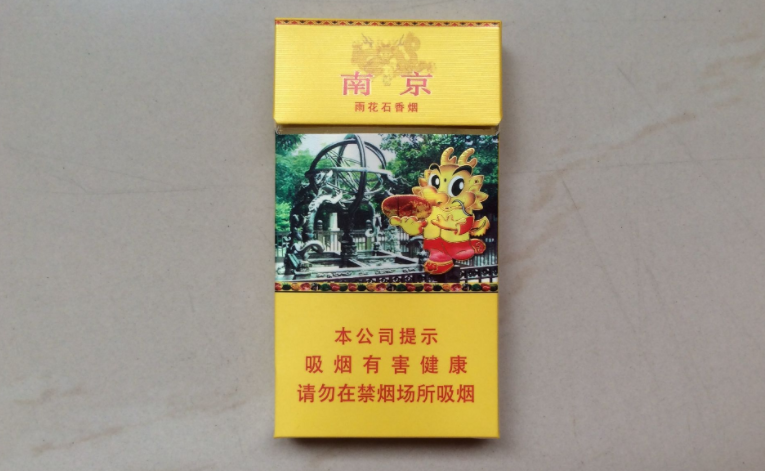 南 京
雨花石香烟
本公司提示
吸烟有害健康
请勿在禁烟场所吸烟